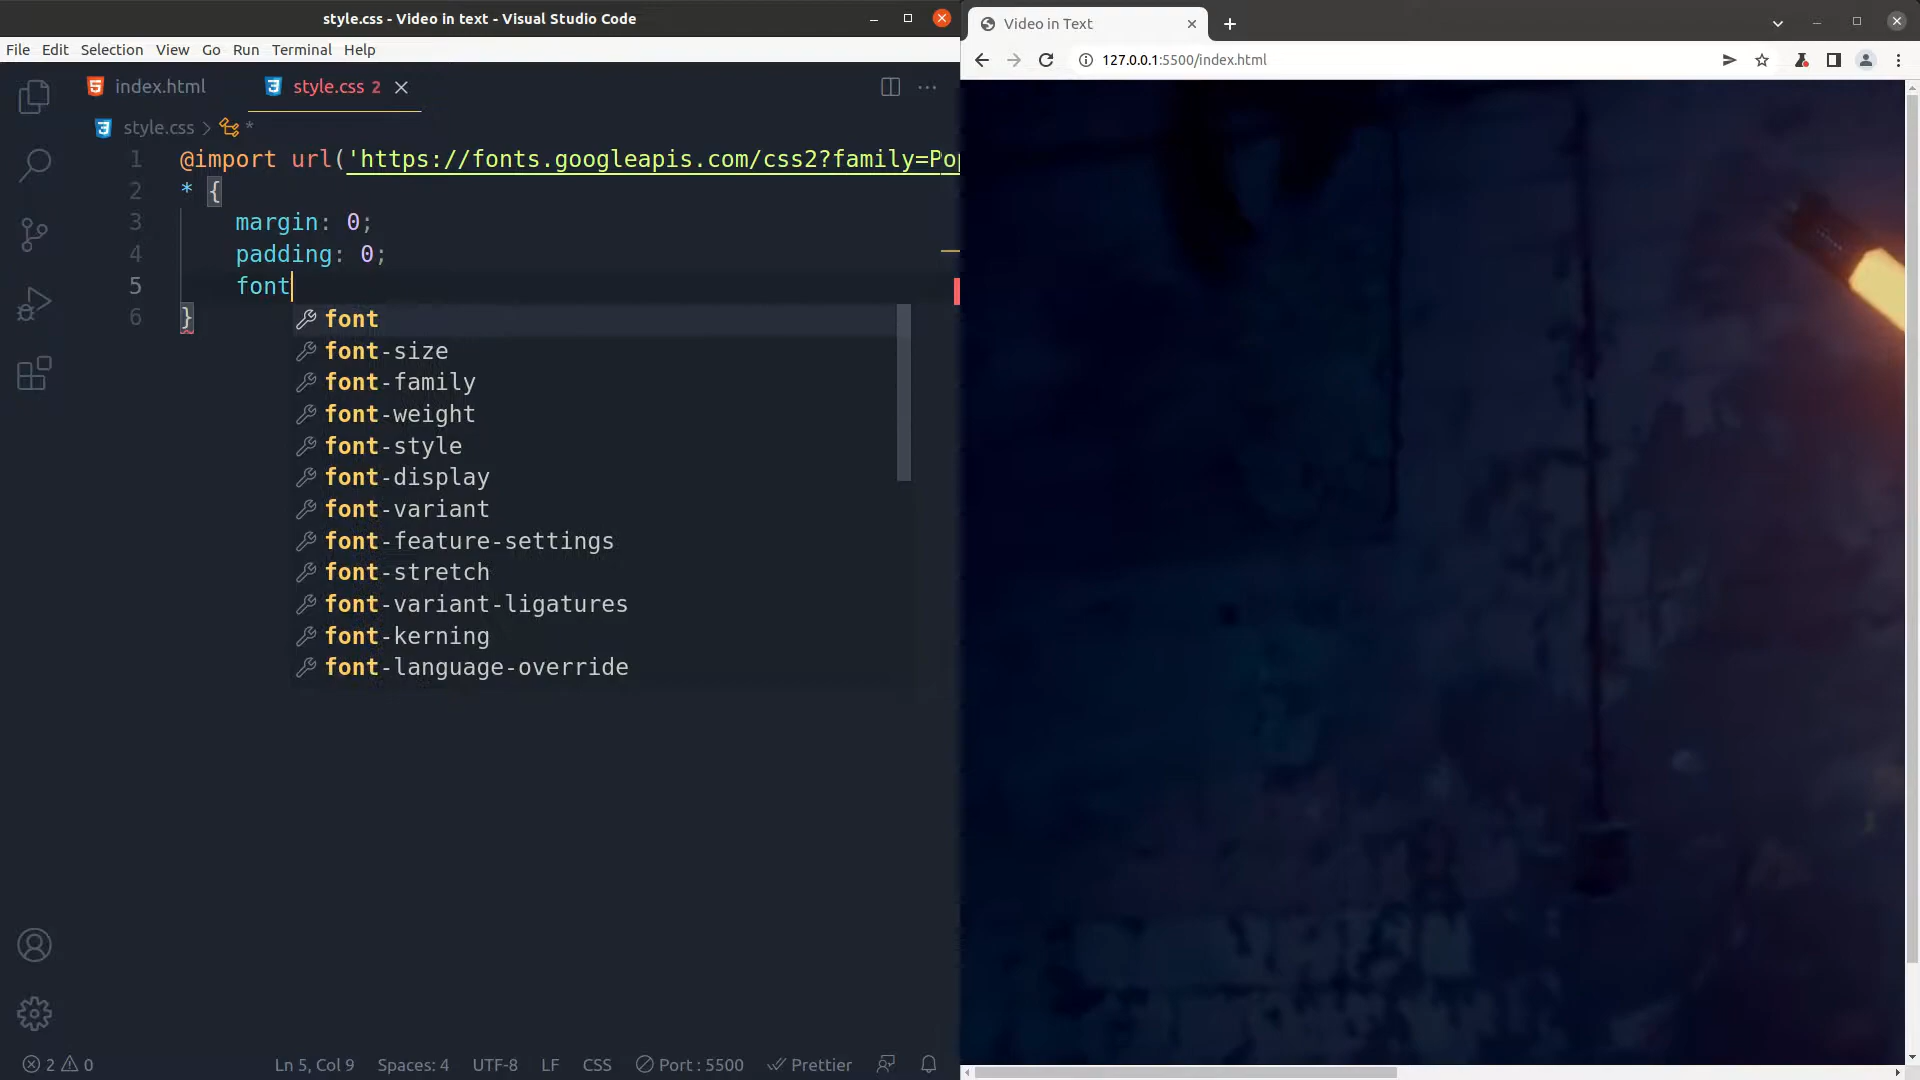 style.css - Video in text - Visual Studio Code
File Edit Selection View Go Run Terminal Help
index.html
style.css 2
style.css > *
1 @import url('https://fonts.googleapis.com/css2?family=Pop
2 * {
3 margin: 0;
4 padding: 0;
5 font
6 }
font
font-size
font-family
font-weight
font-style
font-display
font-variant
font-feature-settings
font-stretch
font-variant-ligatures
font-kerning
font-language-override
2 0 Ln 5, Col 9 Spaces: 4 UTF-8 LF CSS Port : 5500 Prettier
Video in Text
127.0.0.1:5500/index.html